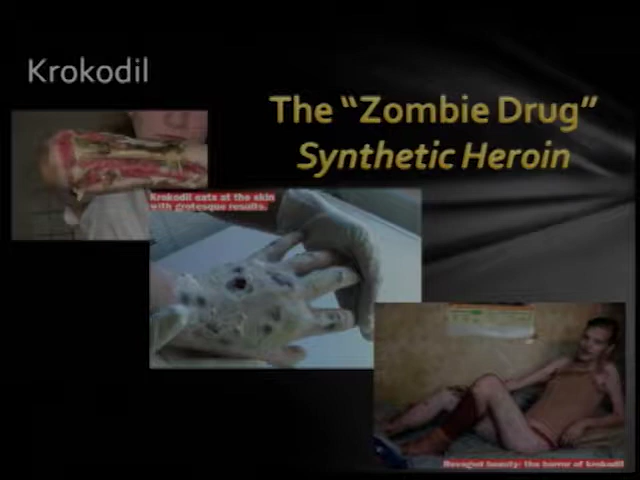 Krokodil
The “Zombie Drug”
Synthetic Heroin
Krokodil eats at the skin
with grotesque results.
Ravaged beauty: the horror of krokodil